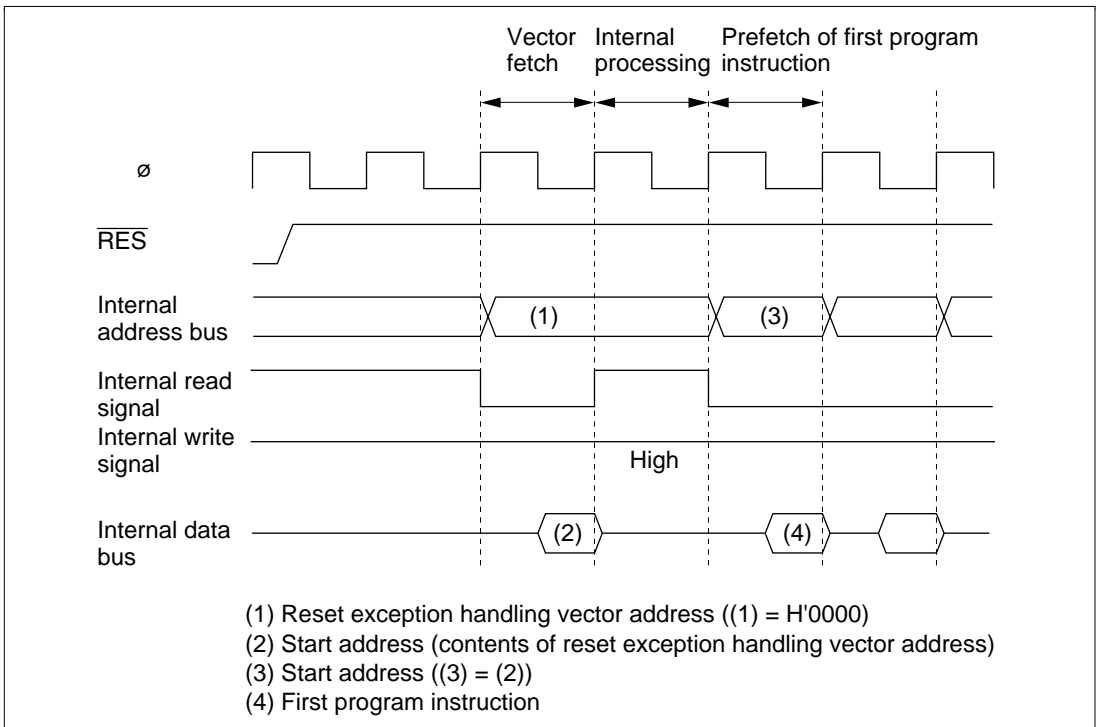 Vector Internal Prefetch of first program
fetch processing instruction
ø
RES
Internal
address bus
(1) (3)
Internal read
signal
Internal write
signal
High
Internal data
bus
(2) (4)
(1) Reset exception handling vector address ((1) = H'0000)
(2) Start address (contents of reset exception handling vector address)
(3) Start address ((3) = (2))
(4) First program instruction